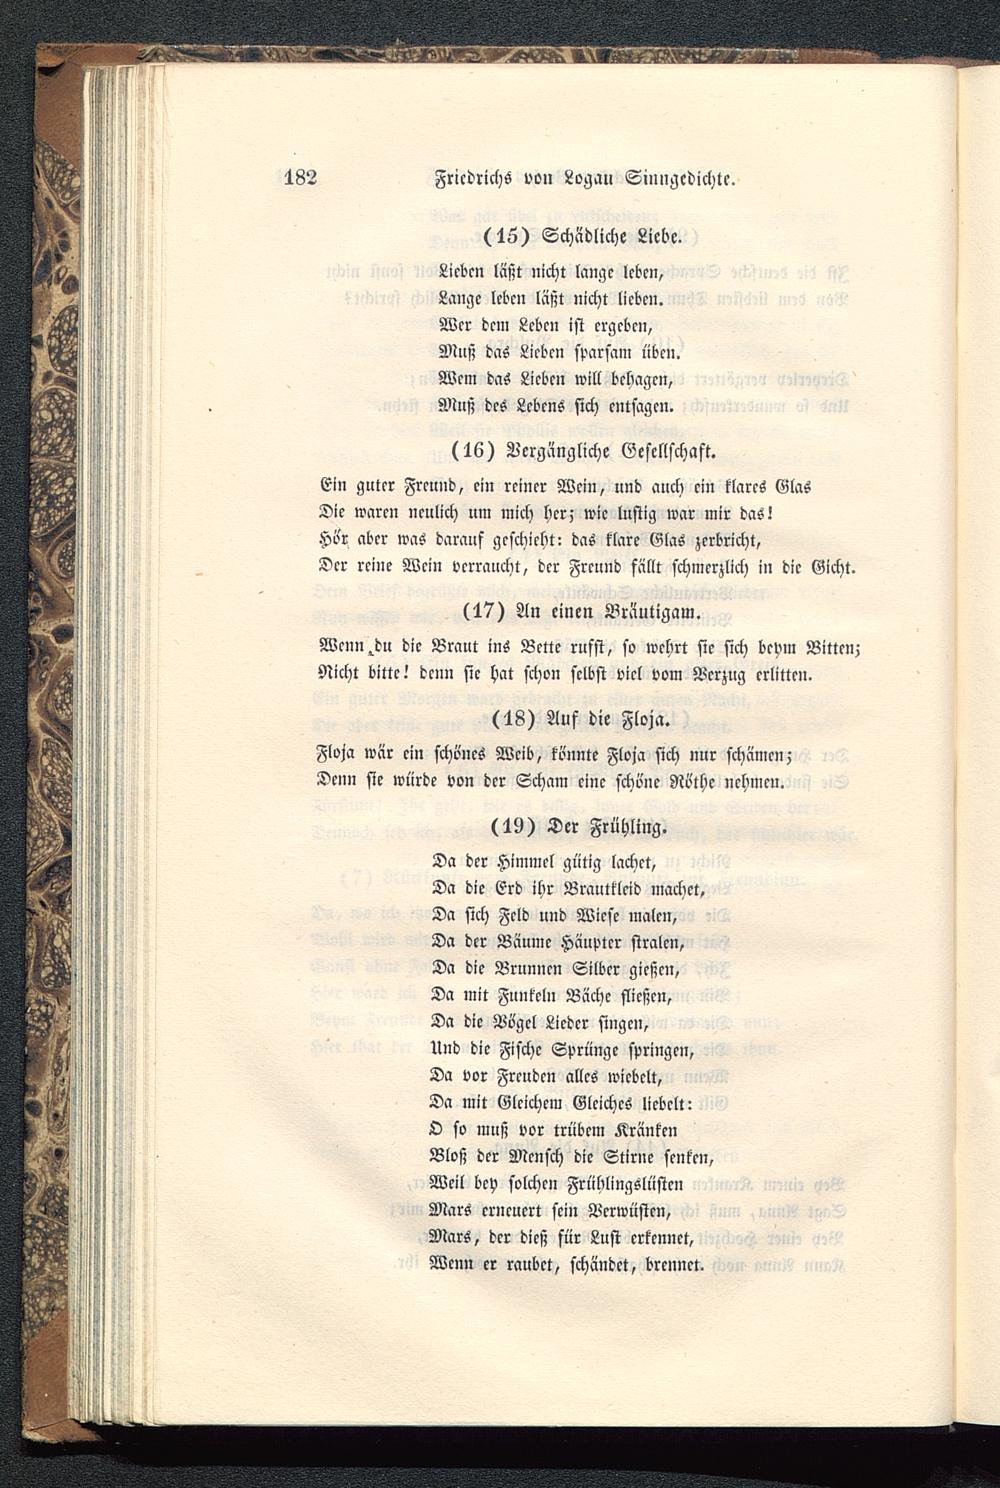 182 Friedrichs von Logau Sinngedichte.
(15) Schädliche Liebe.
Lieben läßt nicht lange leben,
Lange leben läßt nicht lieben.
Wer dem Leben ist ergeben,
Muß das Lieben sparsam üben.
Wem das Lieben will behagen,
Muß des Lebens sich entsagen.
(16) Vergängliche Gesellschaft.
Ein guter Freund, ein reiner Wein, und auch ein klares Glas
Die waren neulich um mich her; wie lustig war mir das!
Hör, aber was darauf geschieht: das klare Glas zerbricht,
Der reine Wein verraucht, der Freund fällt schmerzlich in die Gicht.
(17) An einen Bräutigam.
Wenn du die Braut ins Bette ruffst, so wehrt sie sich beym Bitten;
Nicht bitte! denn sie hat schon selbst viel vom Verzug erlitten.
(18) Auf die Floja.
Floja wär ein schönes Weib, könnte Floja sich nur schämen;
Denn sie würde von der Scham eine schöne Röthe nehmen.
(19) Der Frühling.
Da der Himmel gütig lachet,
Da die Erd ihr Brautkleid machet,
Da sich Feld und Wiese malen,
Da der Bäume Häupter stralen,
Da die Brunnen Silber gießen,
Da mit Funkeln Bäche fließen,
Da die Vögel Lieder singen,
Und die Fische Sprünge springen,
Da vor Freuden alles wiebelt,
Da mit Gleichem Gleiches liebelt:
O so muß vor trübem Kränken
Bloß der Mensch die Stirne senken,
Weil bey solchen Frühlingslüsten
Mars erneuert sein Verwüsten,
Mars, der dieß für Lust erkennet,
Wenn er raubet, schändet, brennet.